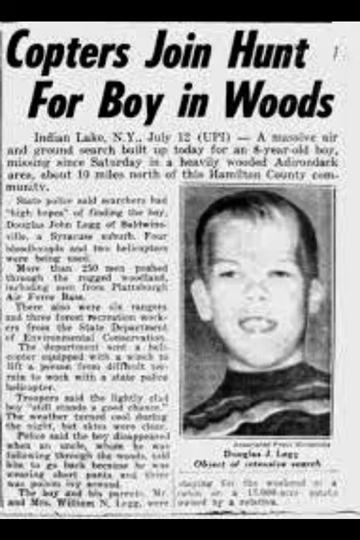 Copters Join Hunt
For Boy in Woods
Indian Lake, N.Y., July 12 (UPI) — A massive air
and ground search built up today for an 8-year-old boy,
missing since Saturday in a heavily wooded Adirondack
area, about 10 miles north of this Hamilton County com-
munity.
State police said searchers had
"high hopes" of finding the boy,
Douglas John Legg of Baldwins-
ville, a Syracuse suburb. Four
bloodhounds and two helicopters
were being used.
More than 250 men pushed
through the rugged woodland,
including men from Plattsburgh
Air Force Base.
There also were six rangers
and three forest recreation work-
ers from the State Department
of Environmental Conservation.
The department sent a heli-
copter equipped with a winch to
lift a person from difficult ter-
rain to work with a state police
helicopter.
Troopers said the lightly clad
boy "still stands a good chance."
The weather turned cool during
the night, but skies were clear.
Police said the boy disappeared
when an uncle, whom he was
following through the woods, told
him to go back because he was
wearing short pants and there
was poison ivy around.
The boy and his parents, Mr.
and Mrs. William N. Legg, were
Associated Press Wirephoto
Douglas J. Legg
Object of intensive search
staying for the weekend at a
cabin on a 15,000-acre estate
owned by a relative.